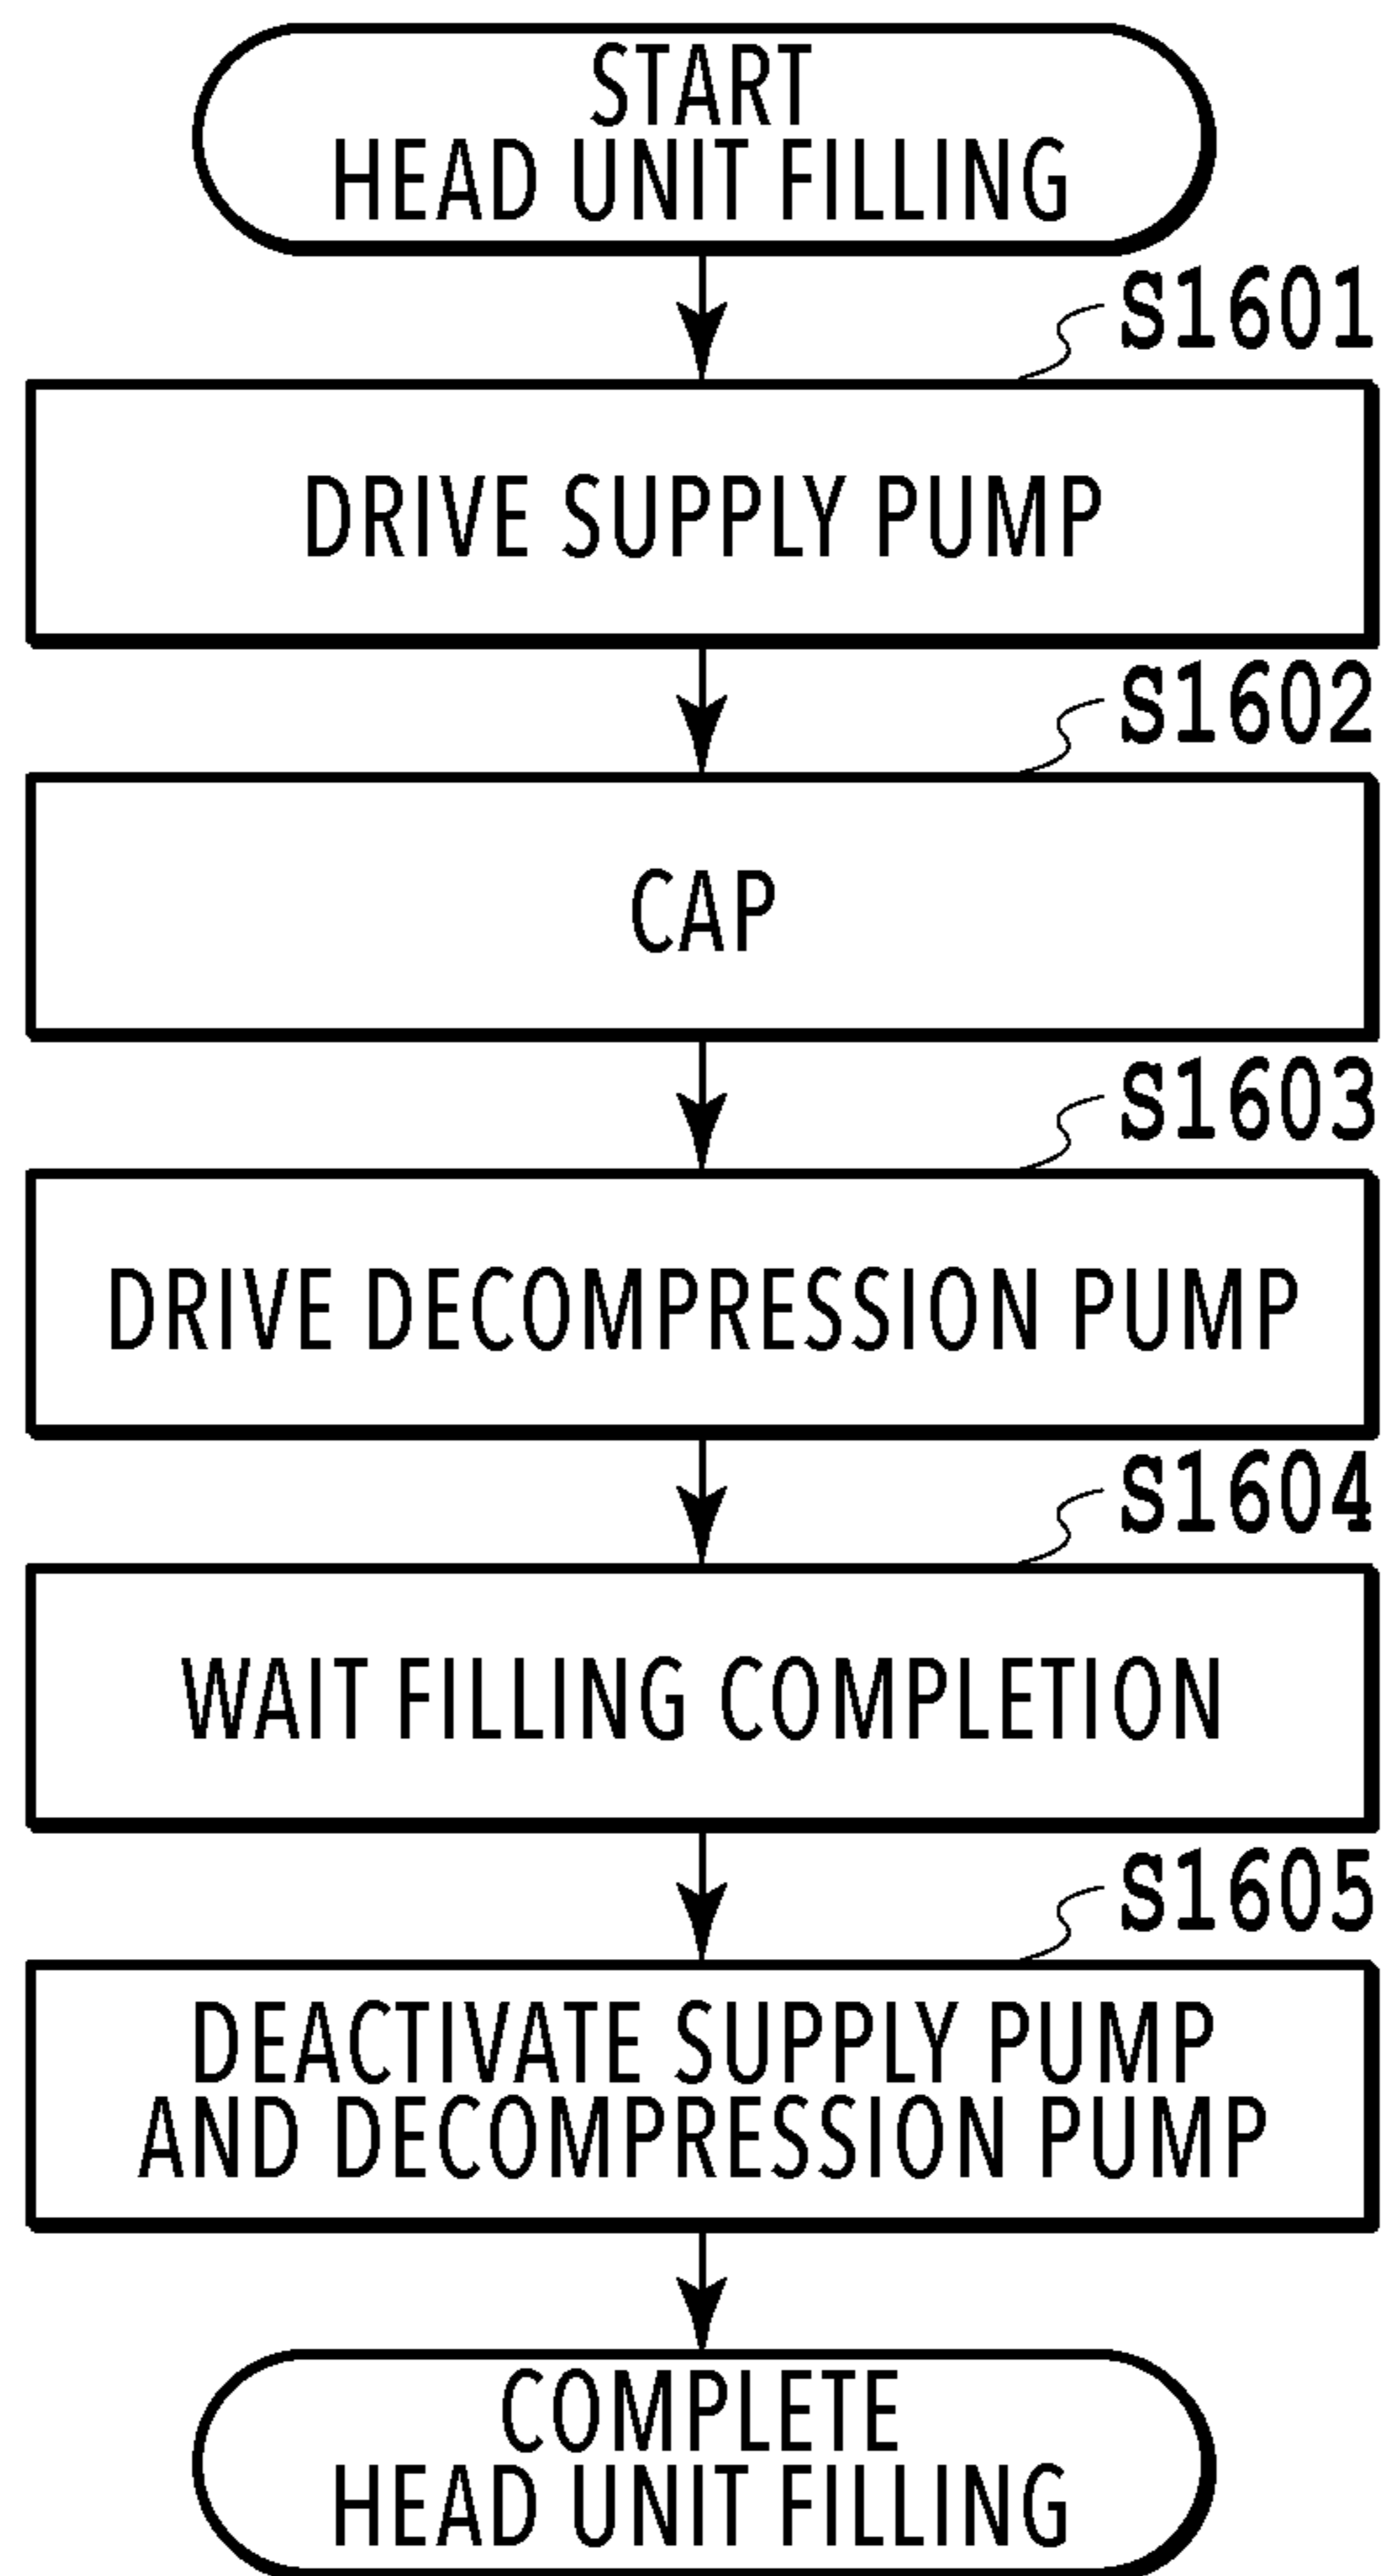 START
HEAD UNIT FILLING
S1601
DRIVE SUPPLY PUMP
S1602
CAP
S1603
DRIVE DECOMPRESSION PUMP
S1604
WAIT FILLING COMPLETION
S1605
DEACTIVATE SUPPLY PUMP
AND DECOMPRESSION PUMP
COMPLETE
HEAD UNIT FILLING